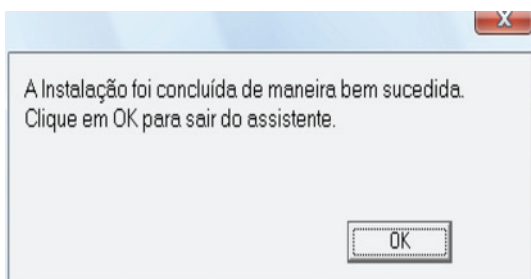 A Instalação foi concluída de maneira bem sucedida.
Clique em OK para sair do assistente.
OK